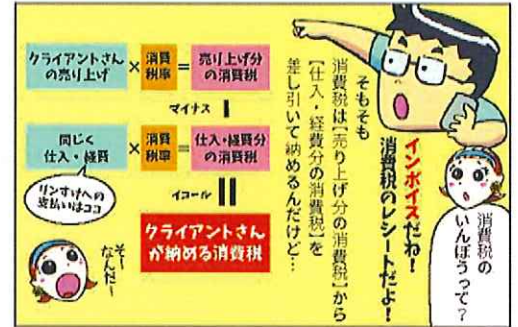 消費税の
いんぼうって？
インボイスだね！
消費税のレシートだよ！
そもそも
消費税は【売り上げ分の消費税】から
【仕入・経費分の消費税】を
差し引いて納めるんだけど…
クライアントさん
の売り上げ
×
消費
税率
=
売り上げ分
の消費税
マイナス
同じく
仕入・経費
×
消費
税率
=
仕入・経費分
の消費税
リンすけへの
支払いはココ
イコール
クライアントさん
が納める消費税
そ〜
なんだ〜